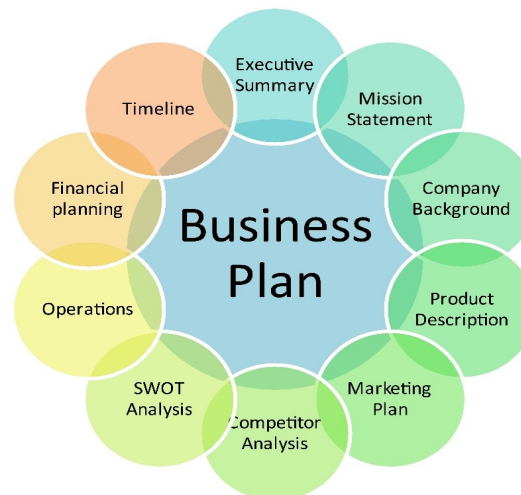 Business
Plan
Executive
Summary
Mission
Statement
Company
Background
Product
Description
Marketing
Plan
Competitor
Analysis
SWOT
Analysis
Operations
Financial
planning
Timeline